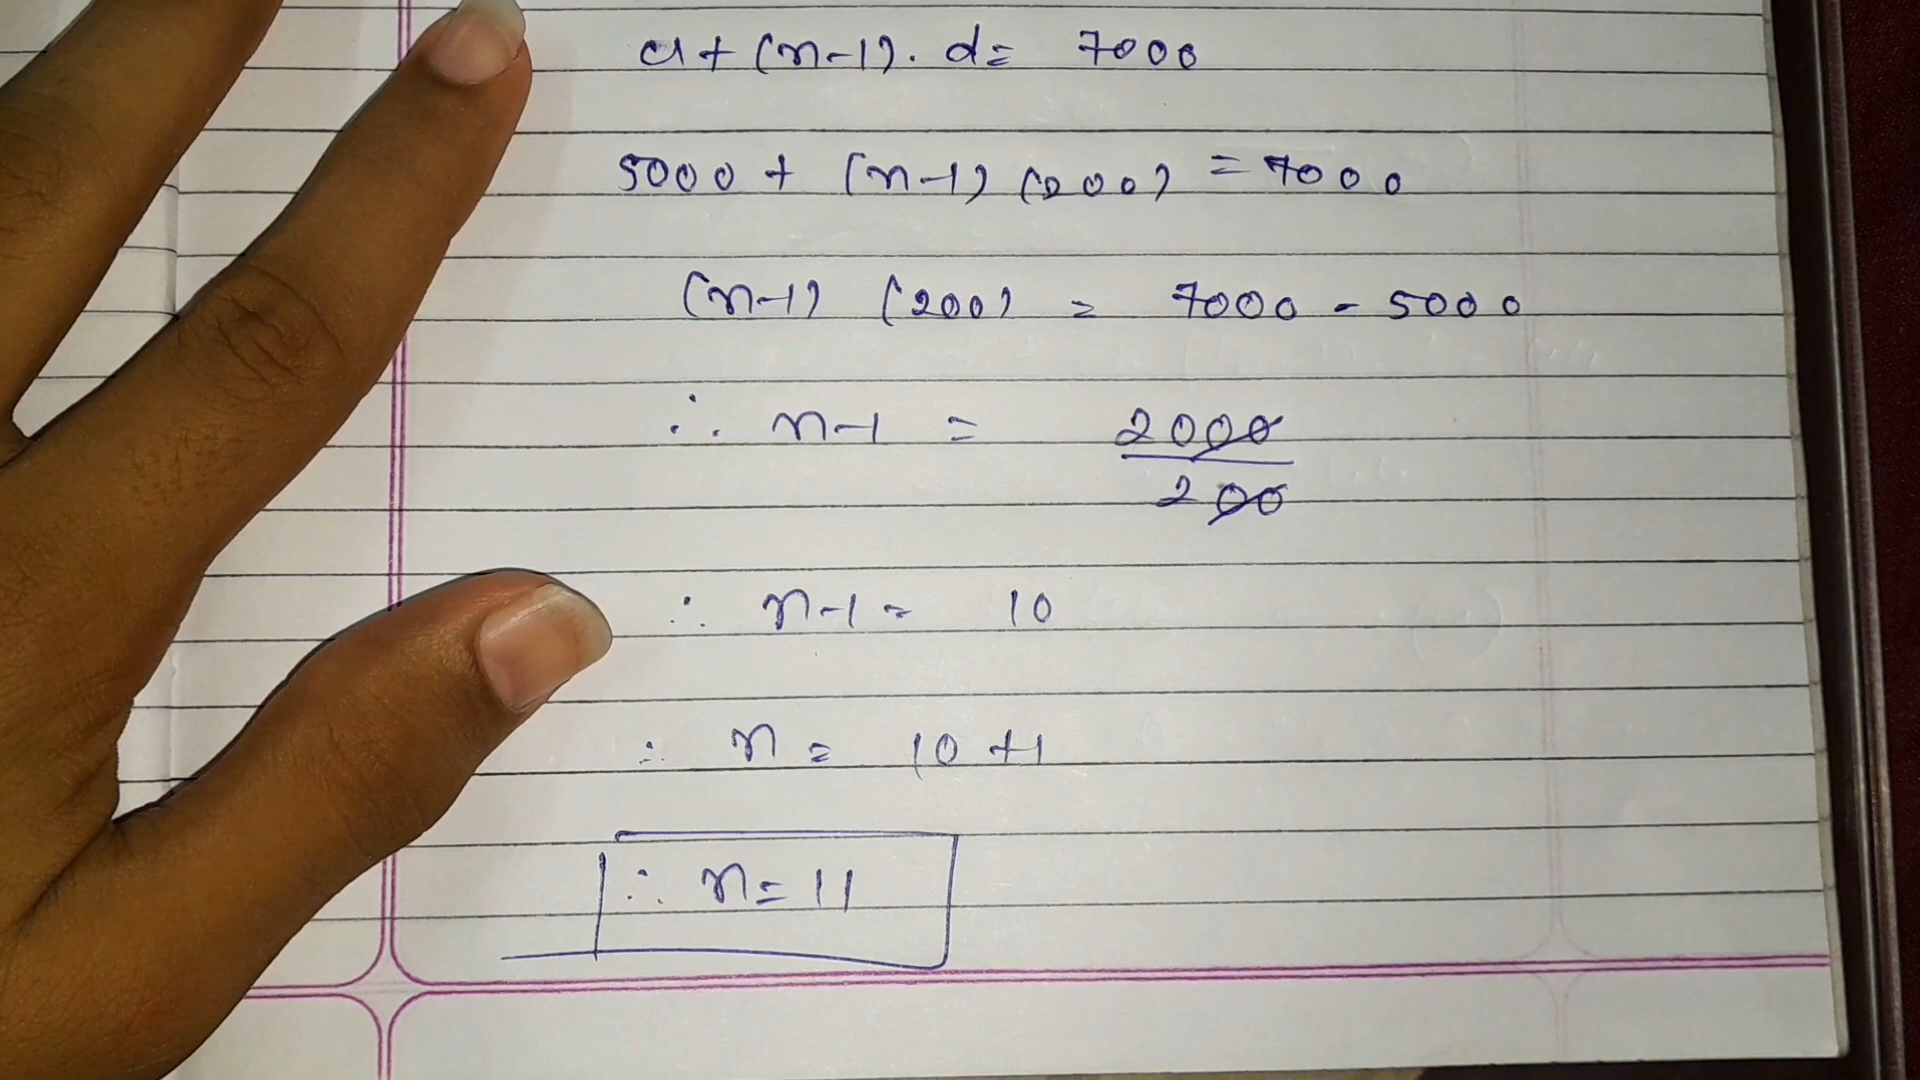 a + (n-1). d = 7000
5000 + (n-1) (200) = 7000
(n-1) (200) = 7000 - 5000
∴ n-1 = 2000
200
∴ n-1 = 10
∴ n = 10 +1
∴ n = 11